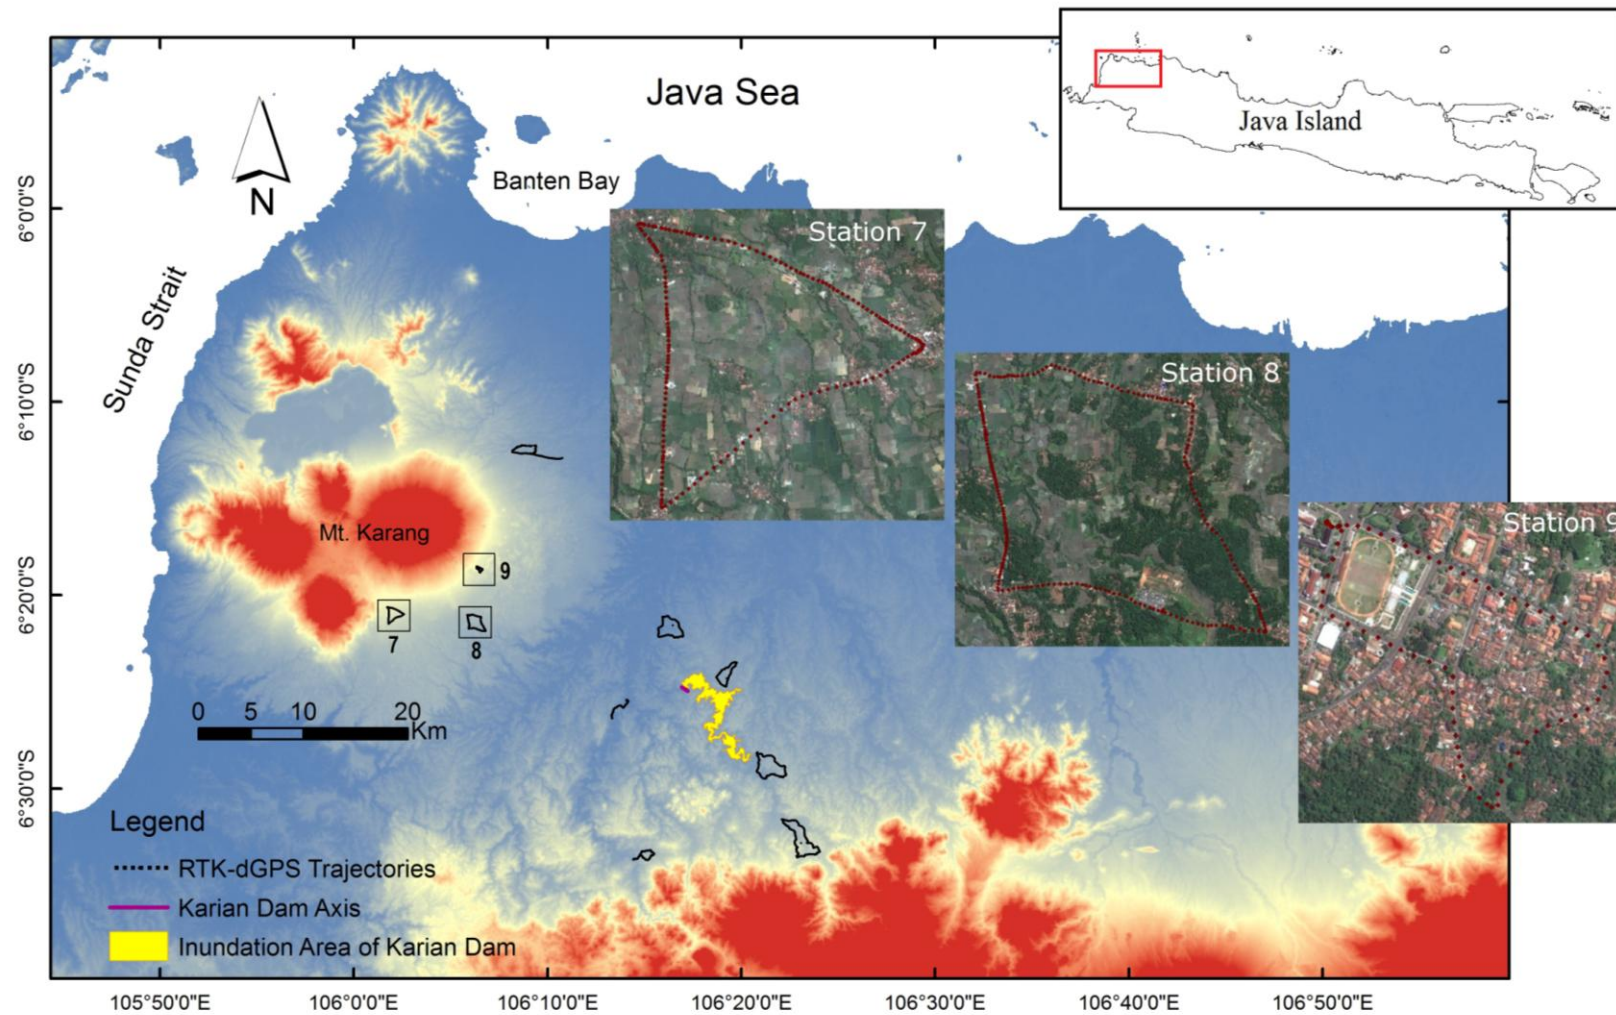 Java Sea
Java Island
N
Banten Bay
6°0'0"S
Station 7
Sunda Strait
Station 8
6°10'0"S
Station 9
Mt. Karang
9
6°20'0"S
7
8
0 5 10 20
Km
6°30'0"S
Legend
RTK-dGPS Trajectories
Karian Dam Axis
Inundation Area of Karian Dam
105°50'0"E 106°0'0"E 106°10'0"E 106°20'0"E 106°30'0"E 106°40'0"E 106°50'0"E